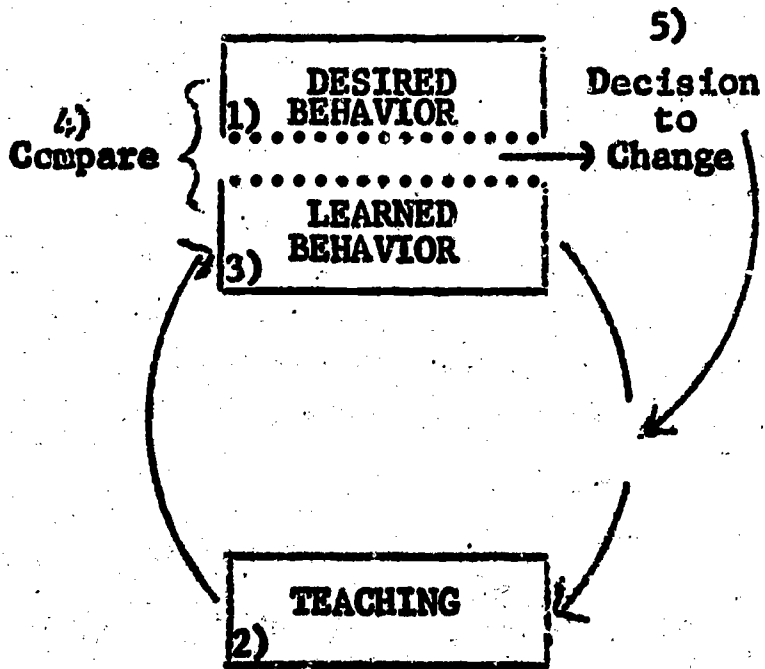 5)
Decision
to
Change
DESIRED
1) BEHAVIOR
4)
Compare
LEARNED
BEHAVIOR
3)
TEACHING
2)